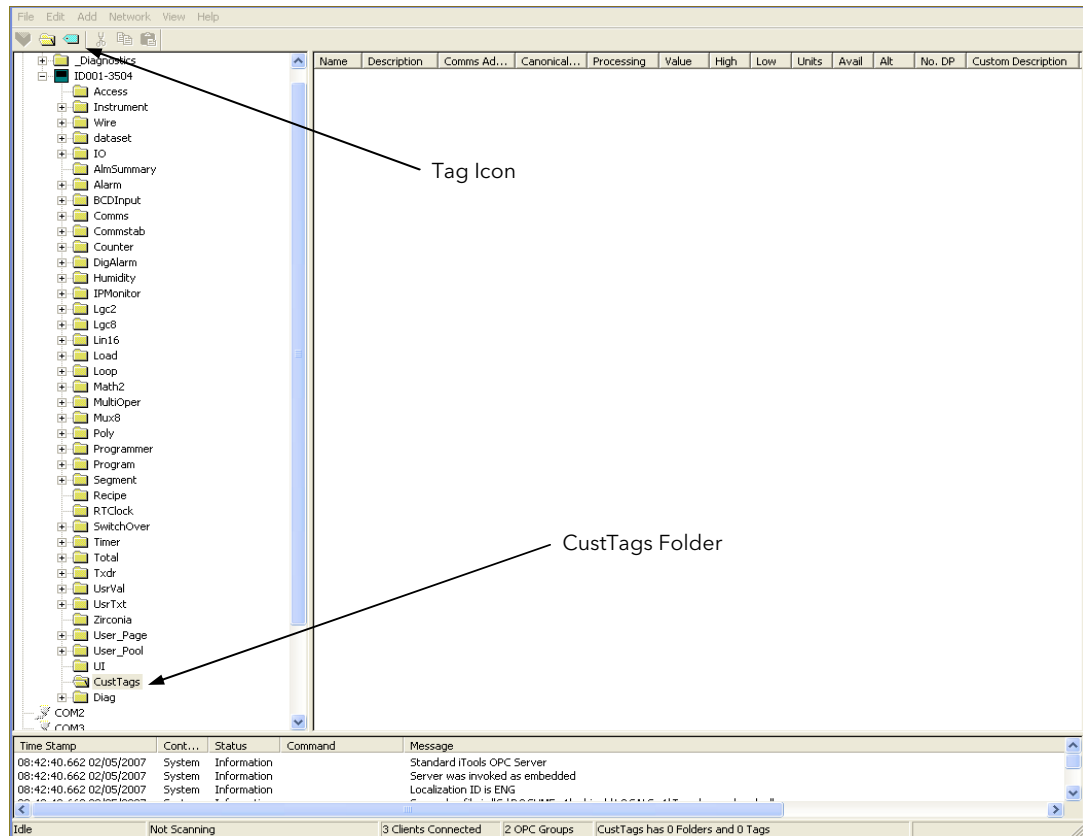 File Edit Add Network View Help
_Diagnostics
ID001-3504
Access
Instrument
Wire
dataset
IO
AlmSummary
Alarm
BCDInput
Comms
Commstab
Counter
DigAlarm
Humidity
IPMonitor
Lgc2
Lgc8
Lin16
Load
Loop
Math2
MultiOper
Mux8
Poly
Programmer
Program
Segment
Recipe
RTClock
SwitchOver
Timer
Total
Txdr
UsrVal
UsrTxt
Zirconia
User_Page
User_Pool
UI
CustTags
Diag
COM2
COM3
Name Description Comms Ad... Canonical... Processing Value High Low Units Avail Alt No. DP Custom Description
Tag Icon
CustTags Folder
Time Stamp Cont... Status Command Message
08:42:40.662 02/05/2007 System Information Standard iTools OPC Server
08:42:40.662 02/05/2007 System Information Server was invoked as embedded
08:42:40.662 02/05/2007 System Information Localization ID is ENG
Idle Not Scanning 3 Clients Connected 2 OPC Groups CustTags has 0 Folders and 0 Tags